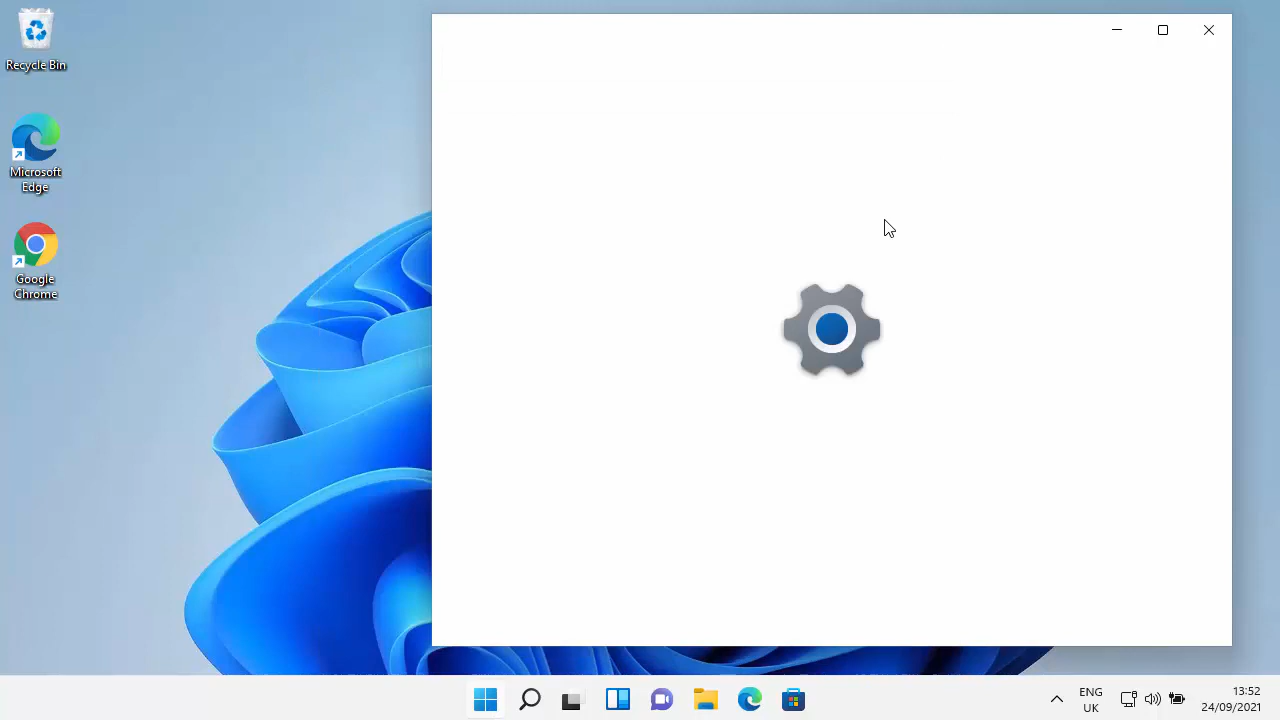 Recycle Bin
Microsoft
Edge
Google
Chrome
ENG
UK
13:52
24/09/2021